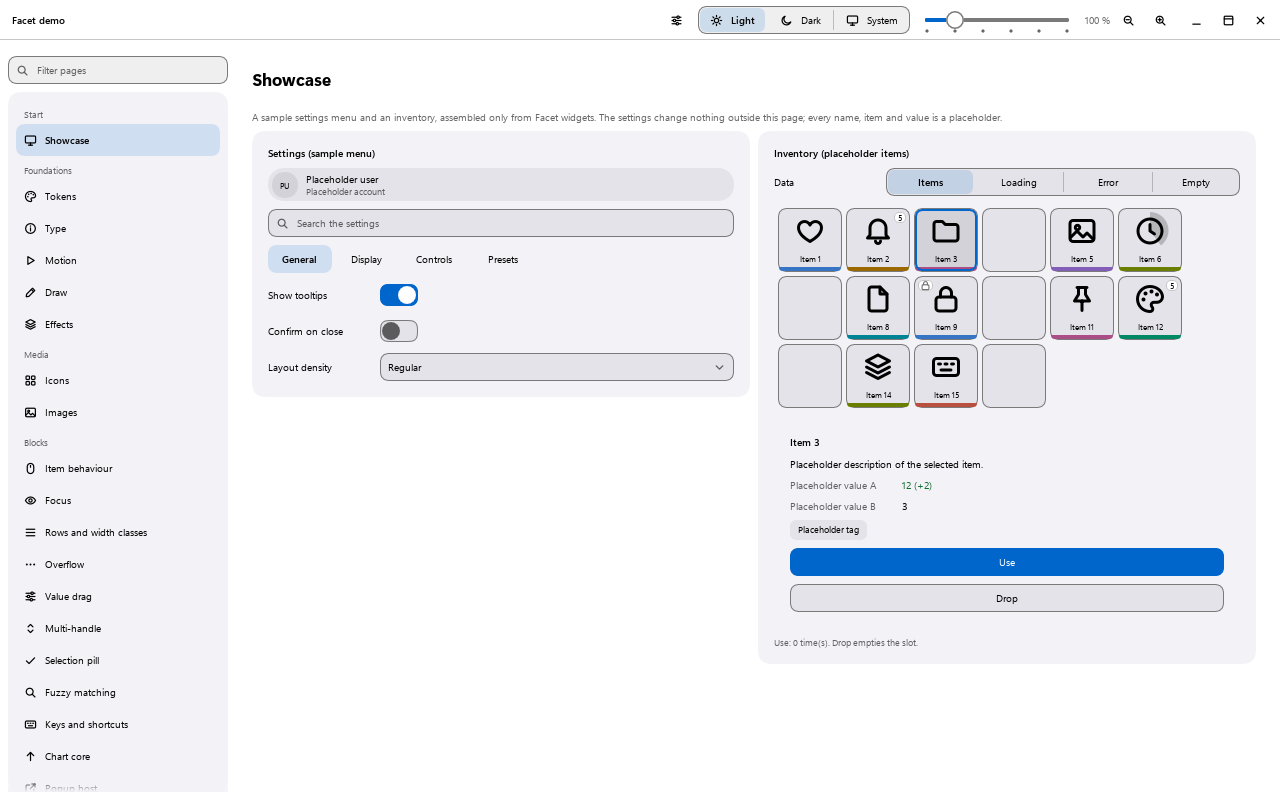 Facet demo
Light
Dark
System
100 %
Filter pages
Start
Showcase
Foundations
Tokens
Type
Motion
Draw
Effects
Media
Icons
Images
Blocks
Item behaviour
Focus
Rows and width classes
Overflow
Value drag
Multi-handle
Selection pill
Fuzzy matching
Keys and shortcuts
Chart core
Popup host
Showcase
A sample settings menu and an inventory, assembled only from Facet widgets. The settings change nothing outside this page; every name, item and value is a placeholder.
Settings (sample menu)
PU
Placeholder user
Placeholder account
Search the settings
General
Display
Controls
Presets
Show tooltips
Confirm on close
Layout density
Regular
Inventory (placeholder items)
Data
Items
Loading
Error
Empty
Item 1
5
Item 2
Item 3
Item 5
Item 6
Item 8
Item 9
Item 11
5
Item 12
Item 14
Item 15
Item 3
Placeholder description of the selected item.
Placeholder value A
12 (+2)
Placeholder value B
3
Placeholder tag
Use
Drop
Use: 0 time(s). Drop empties the slot.